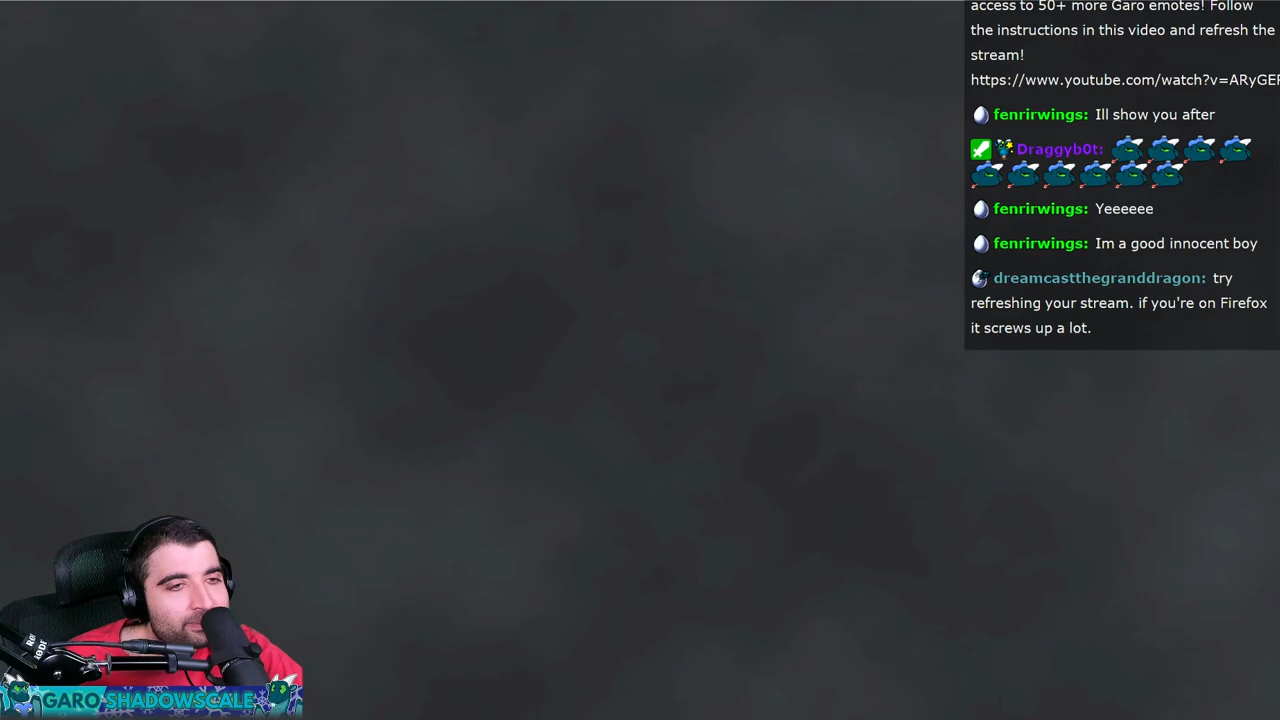 access to 50+ more Garo emotes! Follow
the instructions in this video and refresh the
stream!
https://www.youtube.com/watch?v=ARyGE
fenrirwings: Ill show you after
Draggyb0t:
fenrirwings: Yeeeeee
fenrirwings: Im a good innocent boy
dreamcastthegranddragon: try
refreshing your stream. if you're on Firefox
it screws up a lot.
RODE
GARO SHADOWSCALE